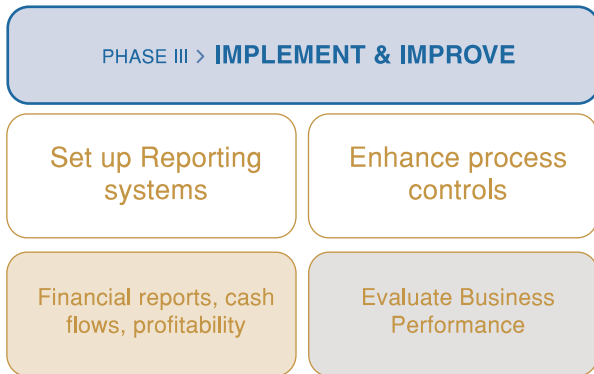 PHASE III > IMPLEMENT & IMPROVE
Set up Reporting
systems
Enhance process
controls
Financial reports, cash
flows, profitability
Evaluate Business
Performance